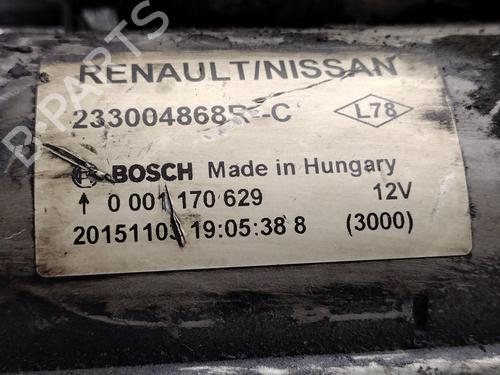 RENAULT/NISSAN
233004868R--C
L78
BOSCH Made in Hungary
↑ 0 001 170 629 12V
20151103 19:05:38 8 (3000)